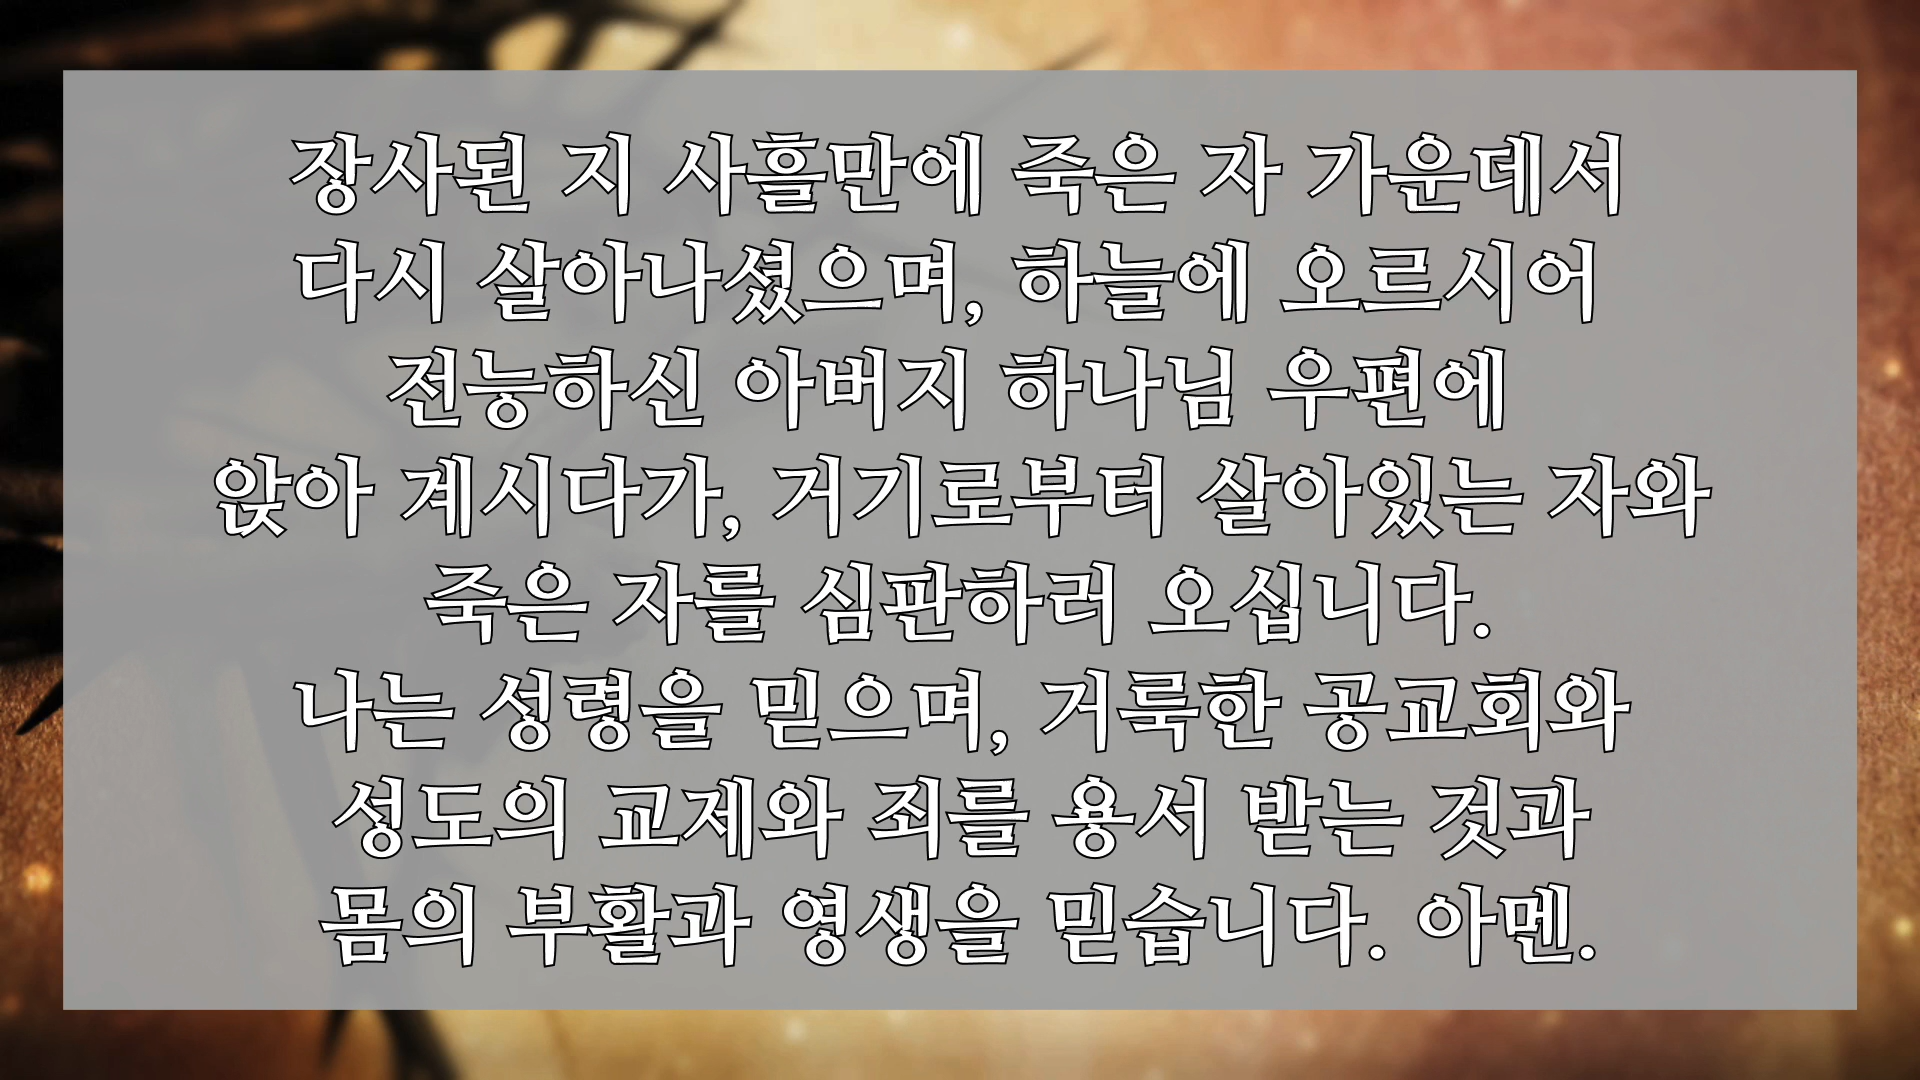 장사된 지 사흘만에 죽은 자 가운데서
다시 살아나셨으며, 하늘에 오르시어
전능하신 아버지 하나님 우편에
앉아 계시다가, 거기로부터 살아있는 자와
죽은 자를 심판하러 오십니다.
나는 성령을 믿으며, 거룩한 공교회와
성도의 교제와 죄를 용서 받는 것과
몸의 부활과 영생을 믿습니다. 아멘.